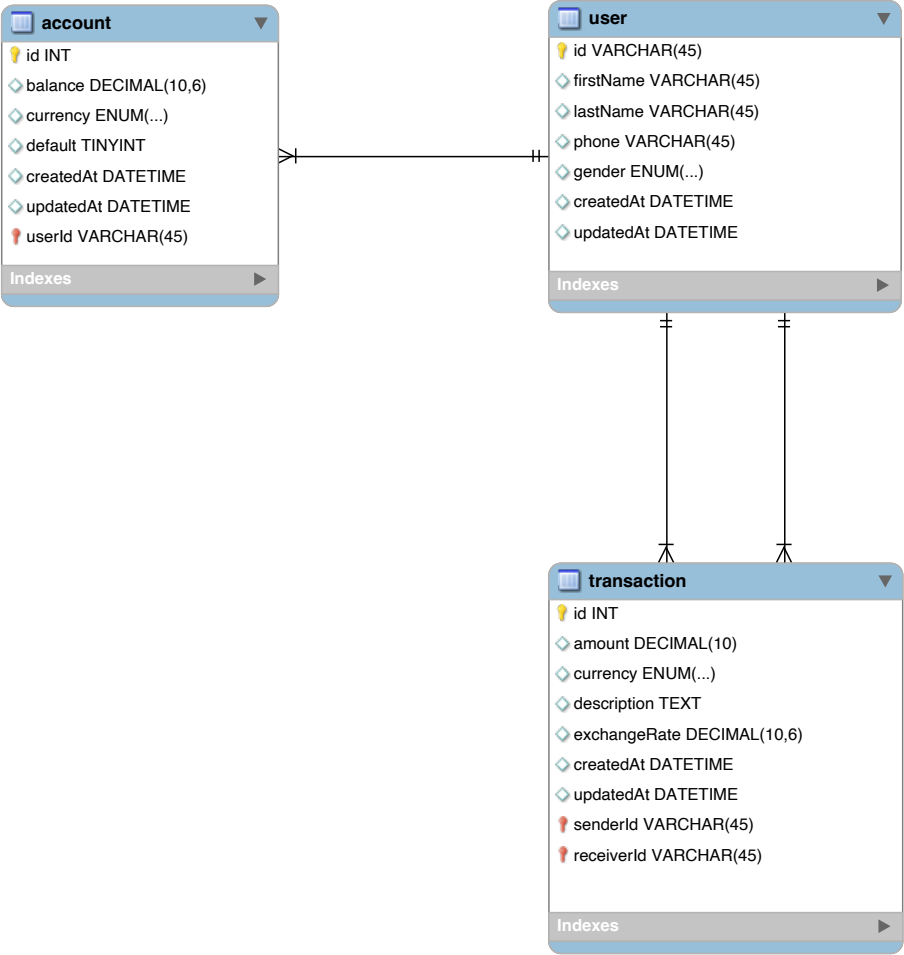 account
id INT
balance DECIMAL(10,6)
currency ENUM(...)
default TINYINT
createdAt DATETIME
updatedAt DATETIME
userId VARCHAR(45)
Indexes
user
id VARCHAR(45)
firstName VARCHAR(45)
lastName VARCHAR(45)
phone VARCHAR(45)
gender ENUM(...)
createdAt DATETIME
updatedAt DATETIME
Indexes
transaction
id INT
amount DECIMAL(10)
currency ENUM(...)
description TEXT
exchangeRate DECIMAL(10,6)
createdAt DATETIME
updatedAt DATETIME
senderId VARCHAR(45)
receiverId VARCHAR(45)
Indexes